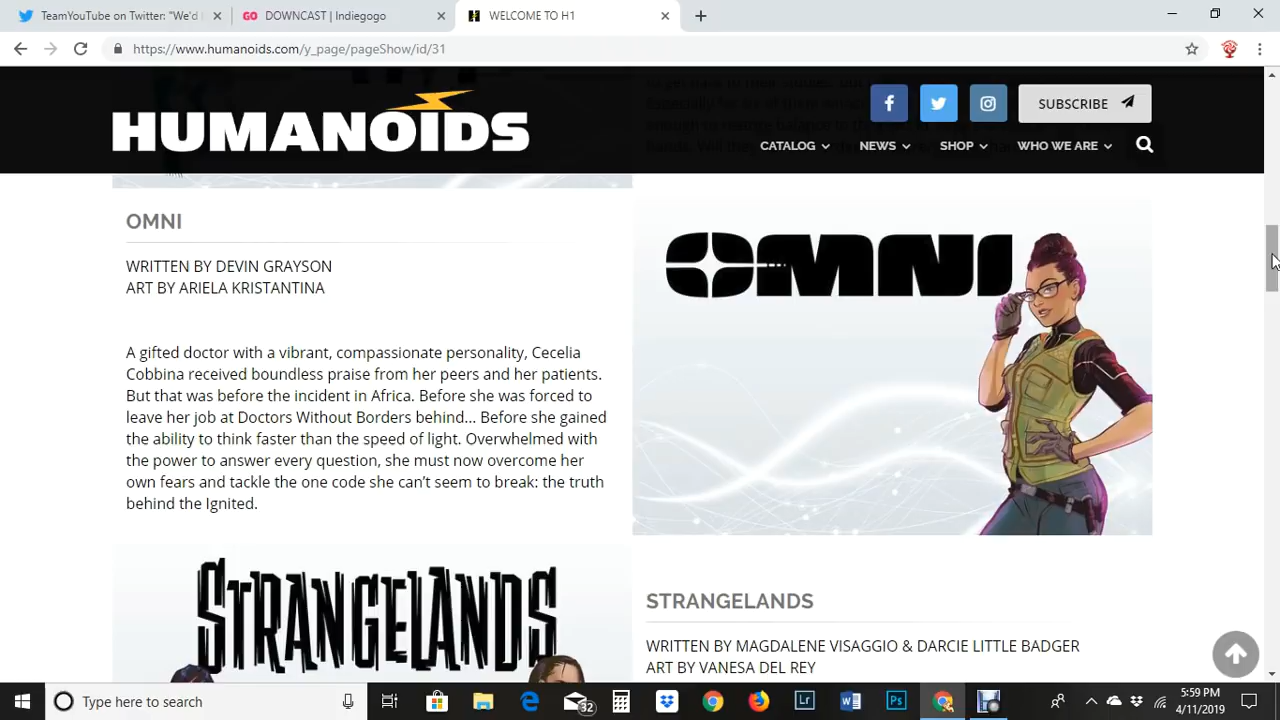 TeamYouTube on Twitter: "We'd
DOWNCAST | Indiegogo
WELCOME TO H1
https://www.humanoids.com/y_page/pageShow/id/31
HUMANOIDS
SUBSCRIBE
CATALOG
NEWS
SHOP
WHO WE ARE
OMNI
WRITTEN BY DEVIN GRAYSON
ART BY ARIELA KRISTANTINA
A gifted doctor with a vibrant, compassionate personality, Cecelia
Cobbina received boundless praise from her peers and her patients.
But that was before the incident in Africa. Before she was forced to
leave her job at Doctors Without Borders behind... Before she gained
the ability to think faster than the speed of light. Overwhelmed with
the power to answer every question, she must now overcome her
own fears and tackle the one code she can't seem to break: the truth
behind the Ignited.
OMNI
STRANGELANDS
STRANGELANDS
WRITTEN BY MAGDALENE VISAGGIO & DARCIE LITTLE BADGER
ART BY VANESA DEL REY
Type here to search
32
5:59 PM
4/11/2019